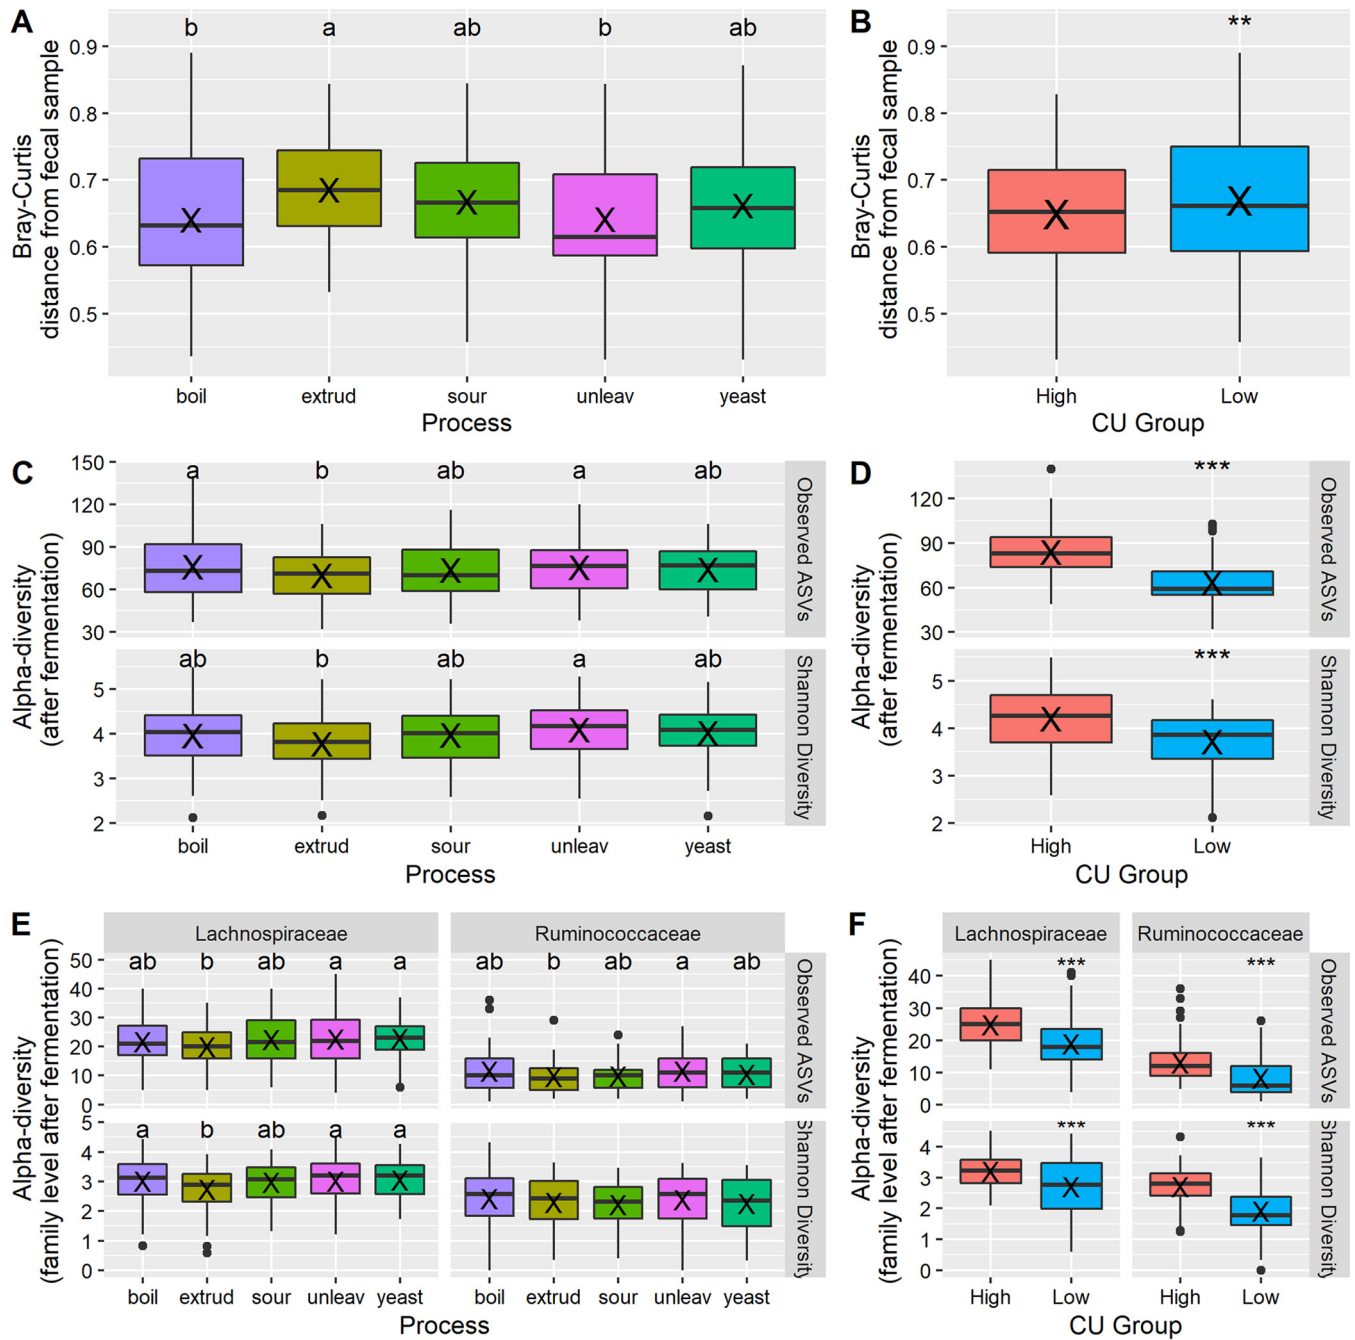 A
Bray-Curtis
distance from fecal sample
b a ab b ab
0.9
0.8
0.7
0.6
0.5
boil extrud sour unleav yeast
Process
B
Bray-Curtis
distance from fecal sample
**
0.9
0.8
0.7
0.6
0.5
High Low
CU Group
C
Alpha-diversity
(after fermentation)
150
120
90
60
30
a b ab a ab
Observed ASVs
5
4
3
2
ab b ab a ab
Shannon Diversity
boil extrud sour unleav yeast
Process
D
Alpha-diversity
(after fermentation)
120
90
60
30
***
Observed ASVs
5
4
3
2
***
Shannon Diversity
High Low
CU Group
E
Alpha-diversity
(family level after fermentation)
Lachnospiraceae Ruminococcaceae
50
40
30
20
10
0
ab b ab a a ab b ab a ab
Observed ASVs
5
4
3
2
1
0
a b ab a a
Shannon Diversity
boil extrud sour unleav yeast boil extrud sour unleav yeast
Process
F
Alpha-diversity
(family level after fermentation)
Lachnospiraceae Ruminococcaceae
40
30
20
10
0
*** ***
Observed ASVs
4
3
2
1
0
*** ***
Shannon Diversity
High Low High Low
CU Group